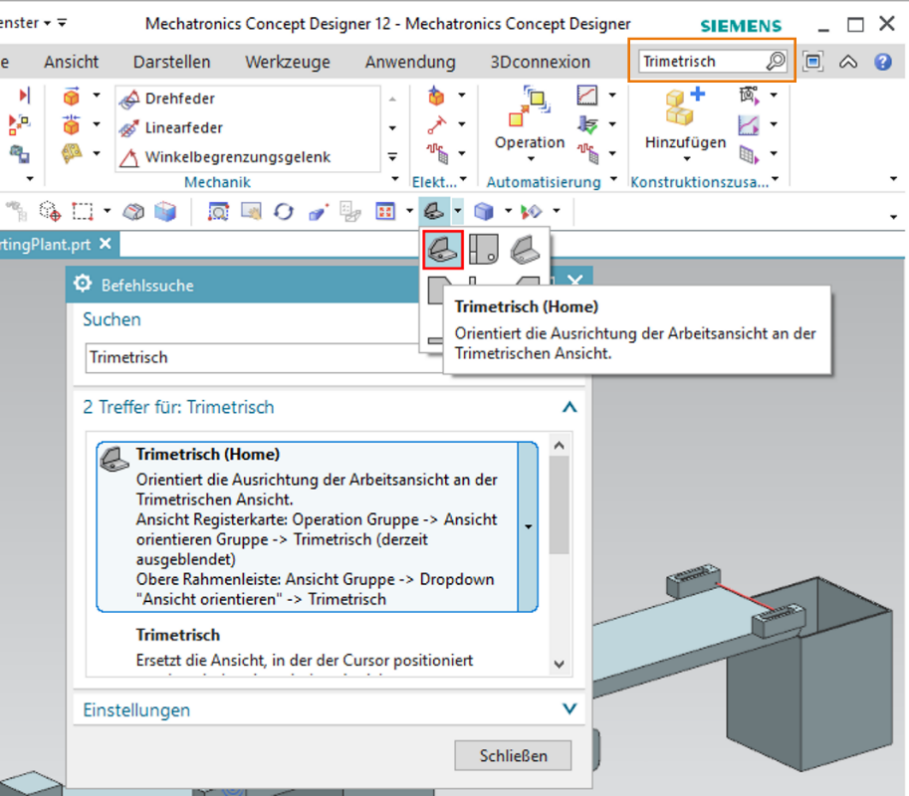 enster
Mechatronics Concept Designer 12 - Mechatronics Concept Designer
SIEMENS
e
Ansicht
Darstellen
Werkzeuge
Anwendung
3Dconnexion
Trimetrisch
Drehfeder
Linearfeder
Winkelbegrenzungsgelenk
Operation
Hinzufügen
Mechanik
Elekt...
Automatisierung
Konstruktionszusa...
rtingPlant.prt
Befehlssuche
Trimetrisch (Home)
Orientiert die Ausrichtung der Arbeitsansicht an der
Trimetrischen Ansicht.
Suchen
Trimetrisch
2 Treffer für: Trimetrisch
Trimetrisch (Home)
Orientiert die Ausrichtung der Arbeitsansicht an der
Trimetrischen Ansicht.
Ansicht Registerkarte: Operation Gruppe -> Ansicht
orientieren Gruppe -> Trimetrisch (derzeit
ausgeblendet)
Obere Rahmenleiste: Ansicht Gruppe -> Dropdown
"Ansicht orientieren" -> Trimetrisch
Trimetrisch
Ersetzt die Ansicht, in der der Cursor positioniert
Einstellungen
Schließen